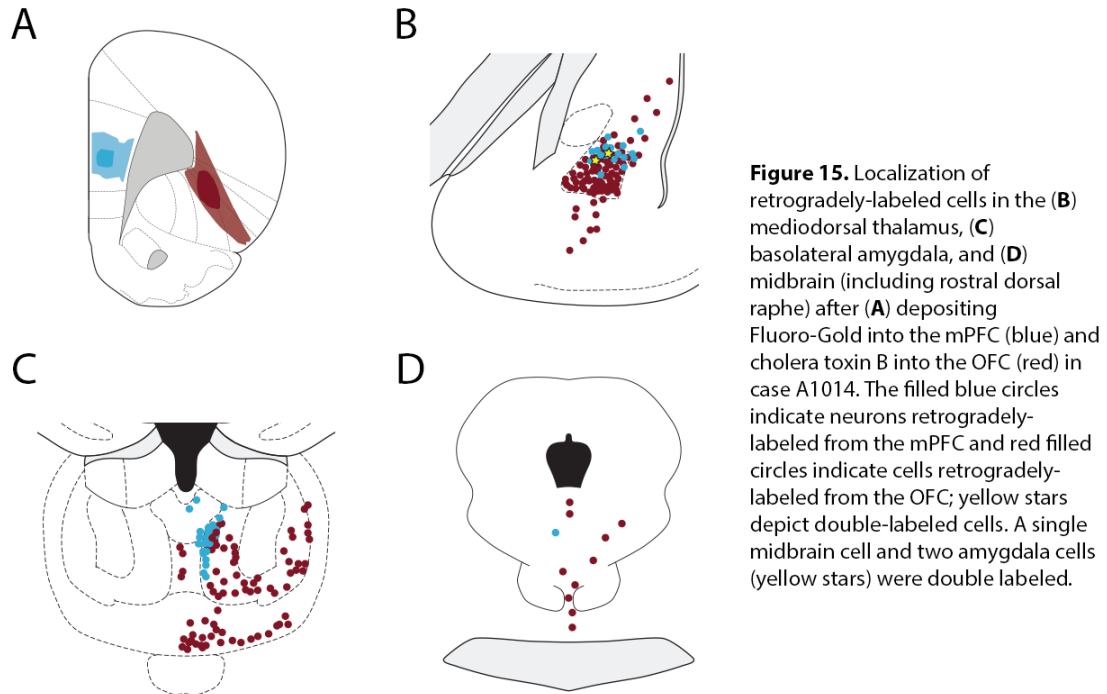 A
B
C
D
Figure 15. Localization of
retrogradely-labeled cells in the (B)
mediodorsal thalamus, (C)
basolateral amygdala, and (D)
midbrain (including rostral dorsal
raphe) after (A) depositing
Fluoro-Gold into the mPFC (blue) and
cholera toxin B into the OFC (red) in
case A1014. The filled blue circles
indicate neurons retrogradely-
labeled from the mPFC and red filled
circles indicate cells retrogradely-
labeled from the OFC; yellow stars
depict double-labeled cells. A single
midbrain cell and two amygdala cells
(yellow stars) were double labeled.